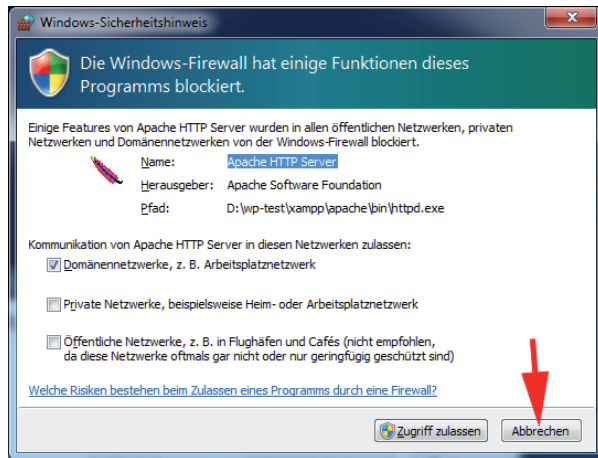 Windows-Sicherheitshinweis
Die Windows-Firewall hat einige Funktionen dieses
Programms blockiert.
Einige Features von Apache HTTP Server wurden in allen öffentlichen Netzwerken, privaten
Netzwerken und Domänennetzwerken von der Windows-Firewall blockiert.
Name: Apache HTTP Server
Herausgeber: Apache Software Foundation
Pfad: D:\wp-test\xampp\apache\bin\httpd.exe
Kommunikation von Apache HTTP Server in diesen Netzwerken zulassen:
Domänennetzwerke, z. B. Arbeitsplatznetzwerk
Private Netzwerke, beispielsweise Heim- oder Arbeitsplatznetzwerk
Öffentliche Netzwerke, z. B. in Flughäfen und Cafés (nicht empfohlen,
da diese Netzwerke oftmals gar nicht oder nur geringfügig geschützt sind)
Welche Risiken bestehen beim Zulassen eines Programms durch eine Firewall?
Zugriff zulassen Abbrechen